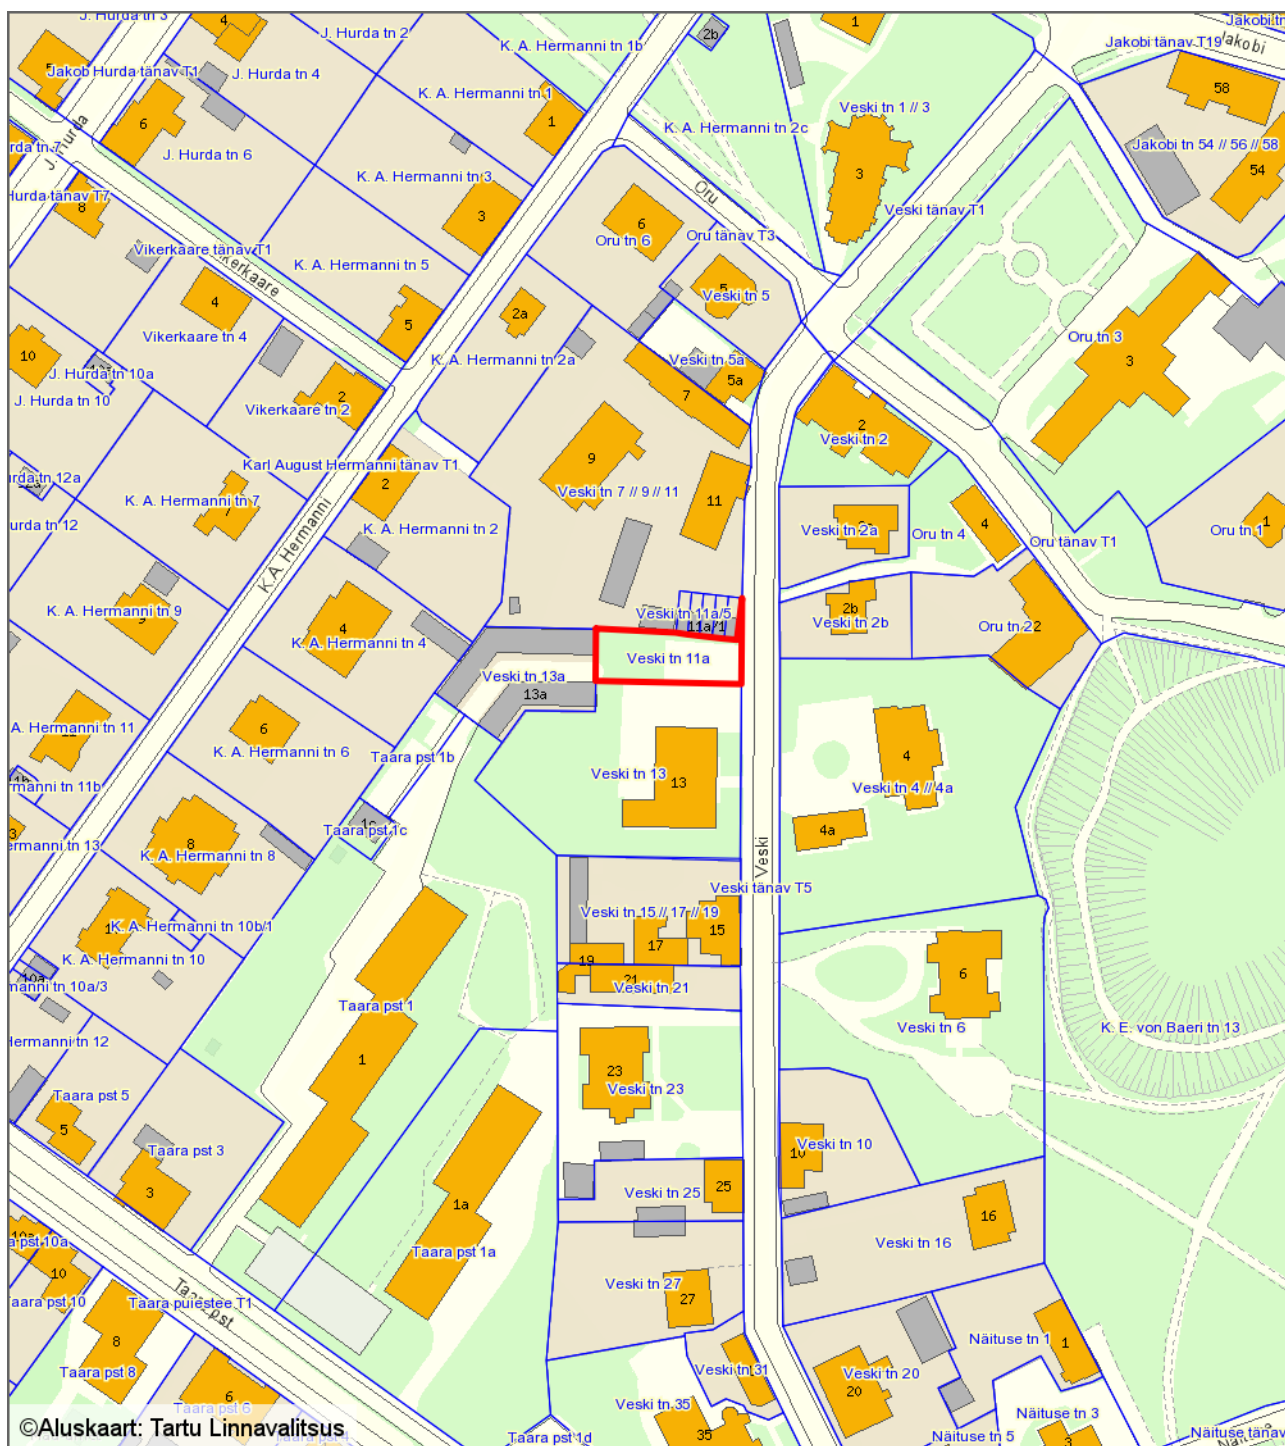 J. Hurda tn 3
4
J. Hurda tn 2
K. A. Hermanni tn 1b
2b
1
Jakobi tn
Jakobi tänav T19
Jakobi
5
Jakob Hurda tänav T1
J. Hurda tn 4
58
K. A. Hermanni tn 1
1
Veski tn 1 // 3
6
K. A. Hermanni tn 2c
J. Hurda
J. Hurda tn 6
Jakobi tn 54 // 56 // 58
54
K. A. Hermanni tn 3
3
Oru
8
3
6
Veski tänav T1
Oru tn 6
Oru tänav T3
Vikerkaare tänav T1
Vikerkaare
K. A. Hermanni tn 5
5
Veski tn 5
4
Vikerkaare tn 4
2a
5
K. A. Hermanni tn 2a
Veski tn 5a
5a
Oru tn 3
3
10
J. Hurda tn 10a
J. Hurda tn 10
7
2
Vikerkaare tn 2
2
Veski tn 2
Karl August Hermanni tänav T1
9
2
Veski tn 7 // 9 // 11
11
K. A. Hermanni tn 7
7
K. A. Hermanni
K. A. Hermanni tn 2
Veski tn 2a
Oru tn 4
4
Oru tänav T1
Oru tn 1
1
K. A. Hermanni tn 9
9
4
K. A. Hermanni tn 4
Veski tn 11a/5
11a/1
2b
Veski tn 2b
Oru tn 22
Veski tn 11a
Veski tn 13a
13a
6
K. A. Hermanni tn 6
Taara pst 1b
4
Veski tn 13
13
Veski tn 4 // 4a
4a
Taara pst 1c
8
K. A. Hermanni tn 8
Veski
Veski tänav T5
K. A. Hermanni tn 10b/1
Veski tn 15 // 17 // 19
15
17
19
K. A. Hermanni tn 10
21
Veski tn 21
6
Taara pst 1
Veski tn 6
K. E. von Baeri tn 13
1
23
Veski tn 23
Taara pst 5
5
Taara pst 3
3
10
Veski tn 10
Veski tn 25
25
1a
16
Veski tn 16
Taara pst 1a
10
Veski tn 27
27
Taara puiestee T1
Taara pst
8
Taara pst 8
Näituse tn 1
1
Veski tn 31
Veski tn 20
20
6
Taara pst 6
Veski tn 35
35
Näituse tn 3
3
Näituse tn 5
Taara pst 1d
©Aluskaart: Tartu Linnavalitsus